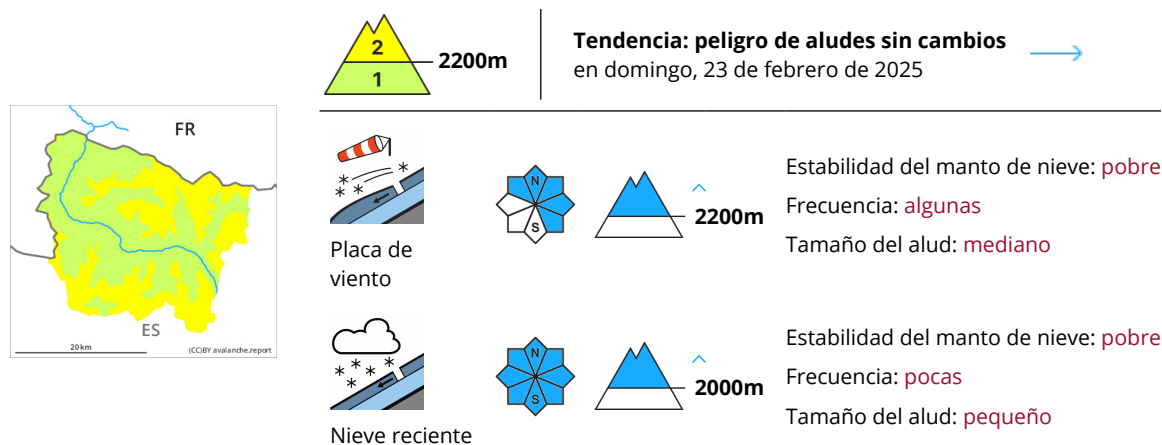 2
1
2200m
Tendencia: peligro de aludes sin cambios
en domingo, 23 de febrero de 2025
FR
ES
20 km
(CC)BY avalanche.report
Placa de
viento
N
S
2200m
Estabilidad del manto de nieve: pobre
Frecuencia: algunas
Tamaño del alud: mediano
Nieve reciente
N
S
2000m
Estabilidad del manto de nieve: pobre
Frecuencia: pocas
Tamaño del alud: pequeño